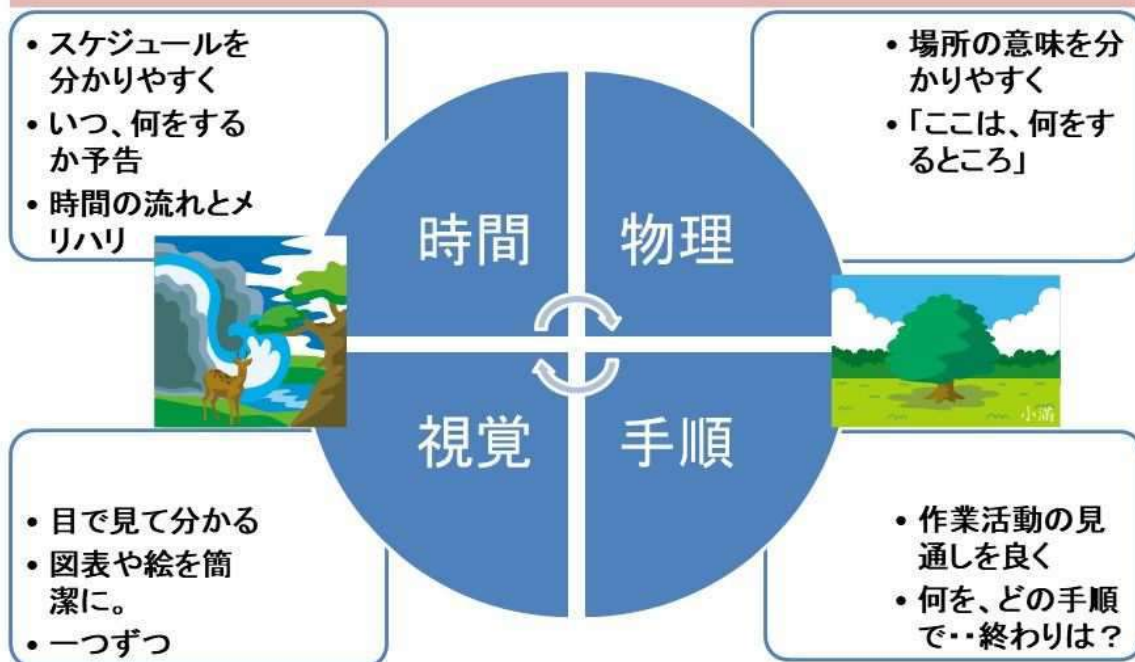 • スケジュールを
分かりやすく
• いつ、何をする
か予告
• 時間の流れとメ
リハリ
• 場所の意味を分
かりやすく
• 「ここは、何をす
るところ」
時間
物理
視覚
手順
小満
• 目で見て分かる
• 図表や絵を簡
潔に。
• 一つずつ
• 作業活動の見
通しを良く
• 何を、どの手順
で‥終わりは？